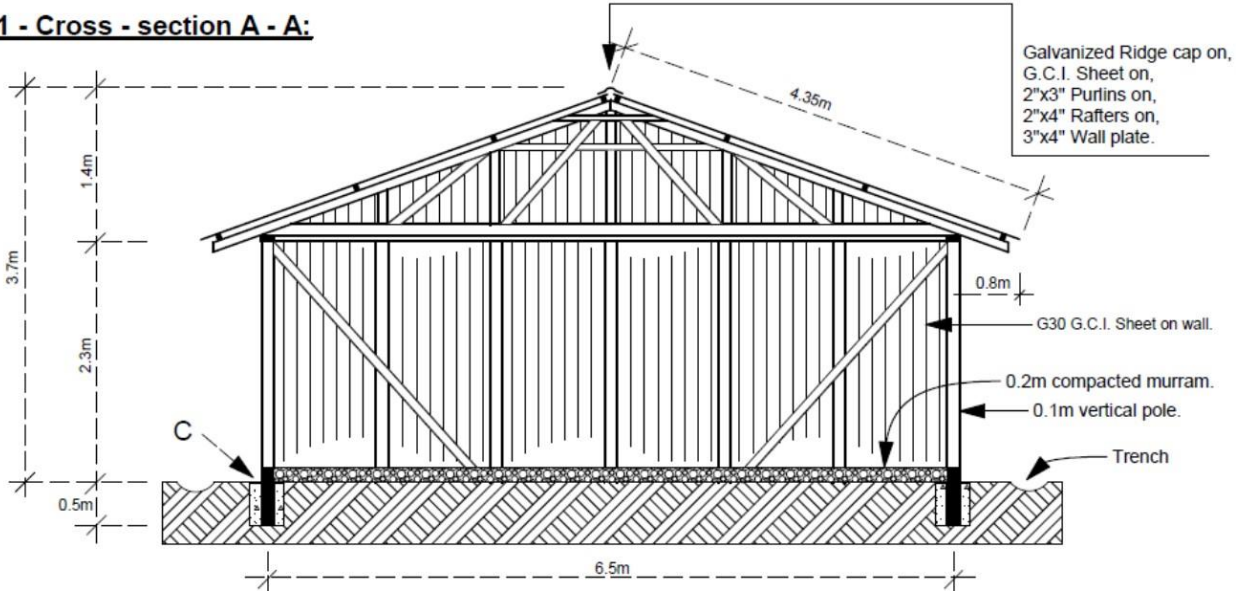 1 - Cross - section A - A:
Galvanized Ridge cap on,
G.C.I. Sheet on,
2"x3" Purlins on,
2"x4" Rafters on,
3"x4" Wall plate.
4.35m
1.4m
3.7m
2.3m
0.8m
G30 G.C.I. Sheet on wall.
0.2m compacted murram.
0.1m vertical pole.
C
Trench
0.5m
6.5m